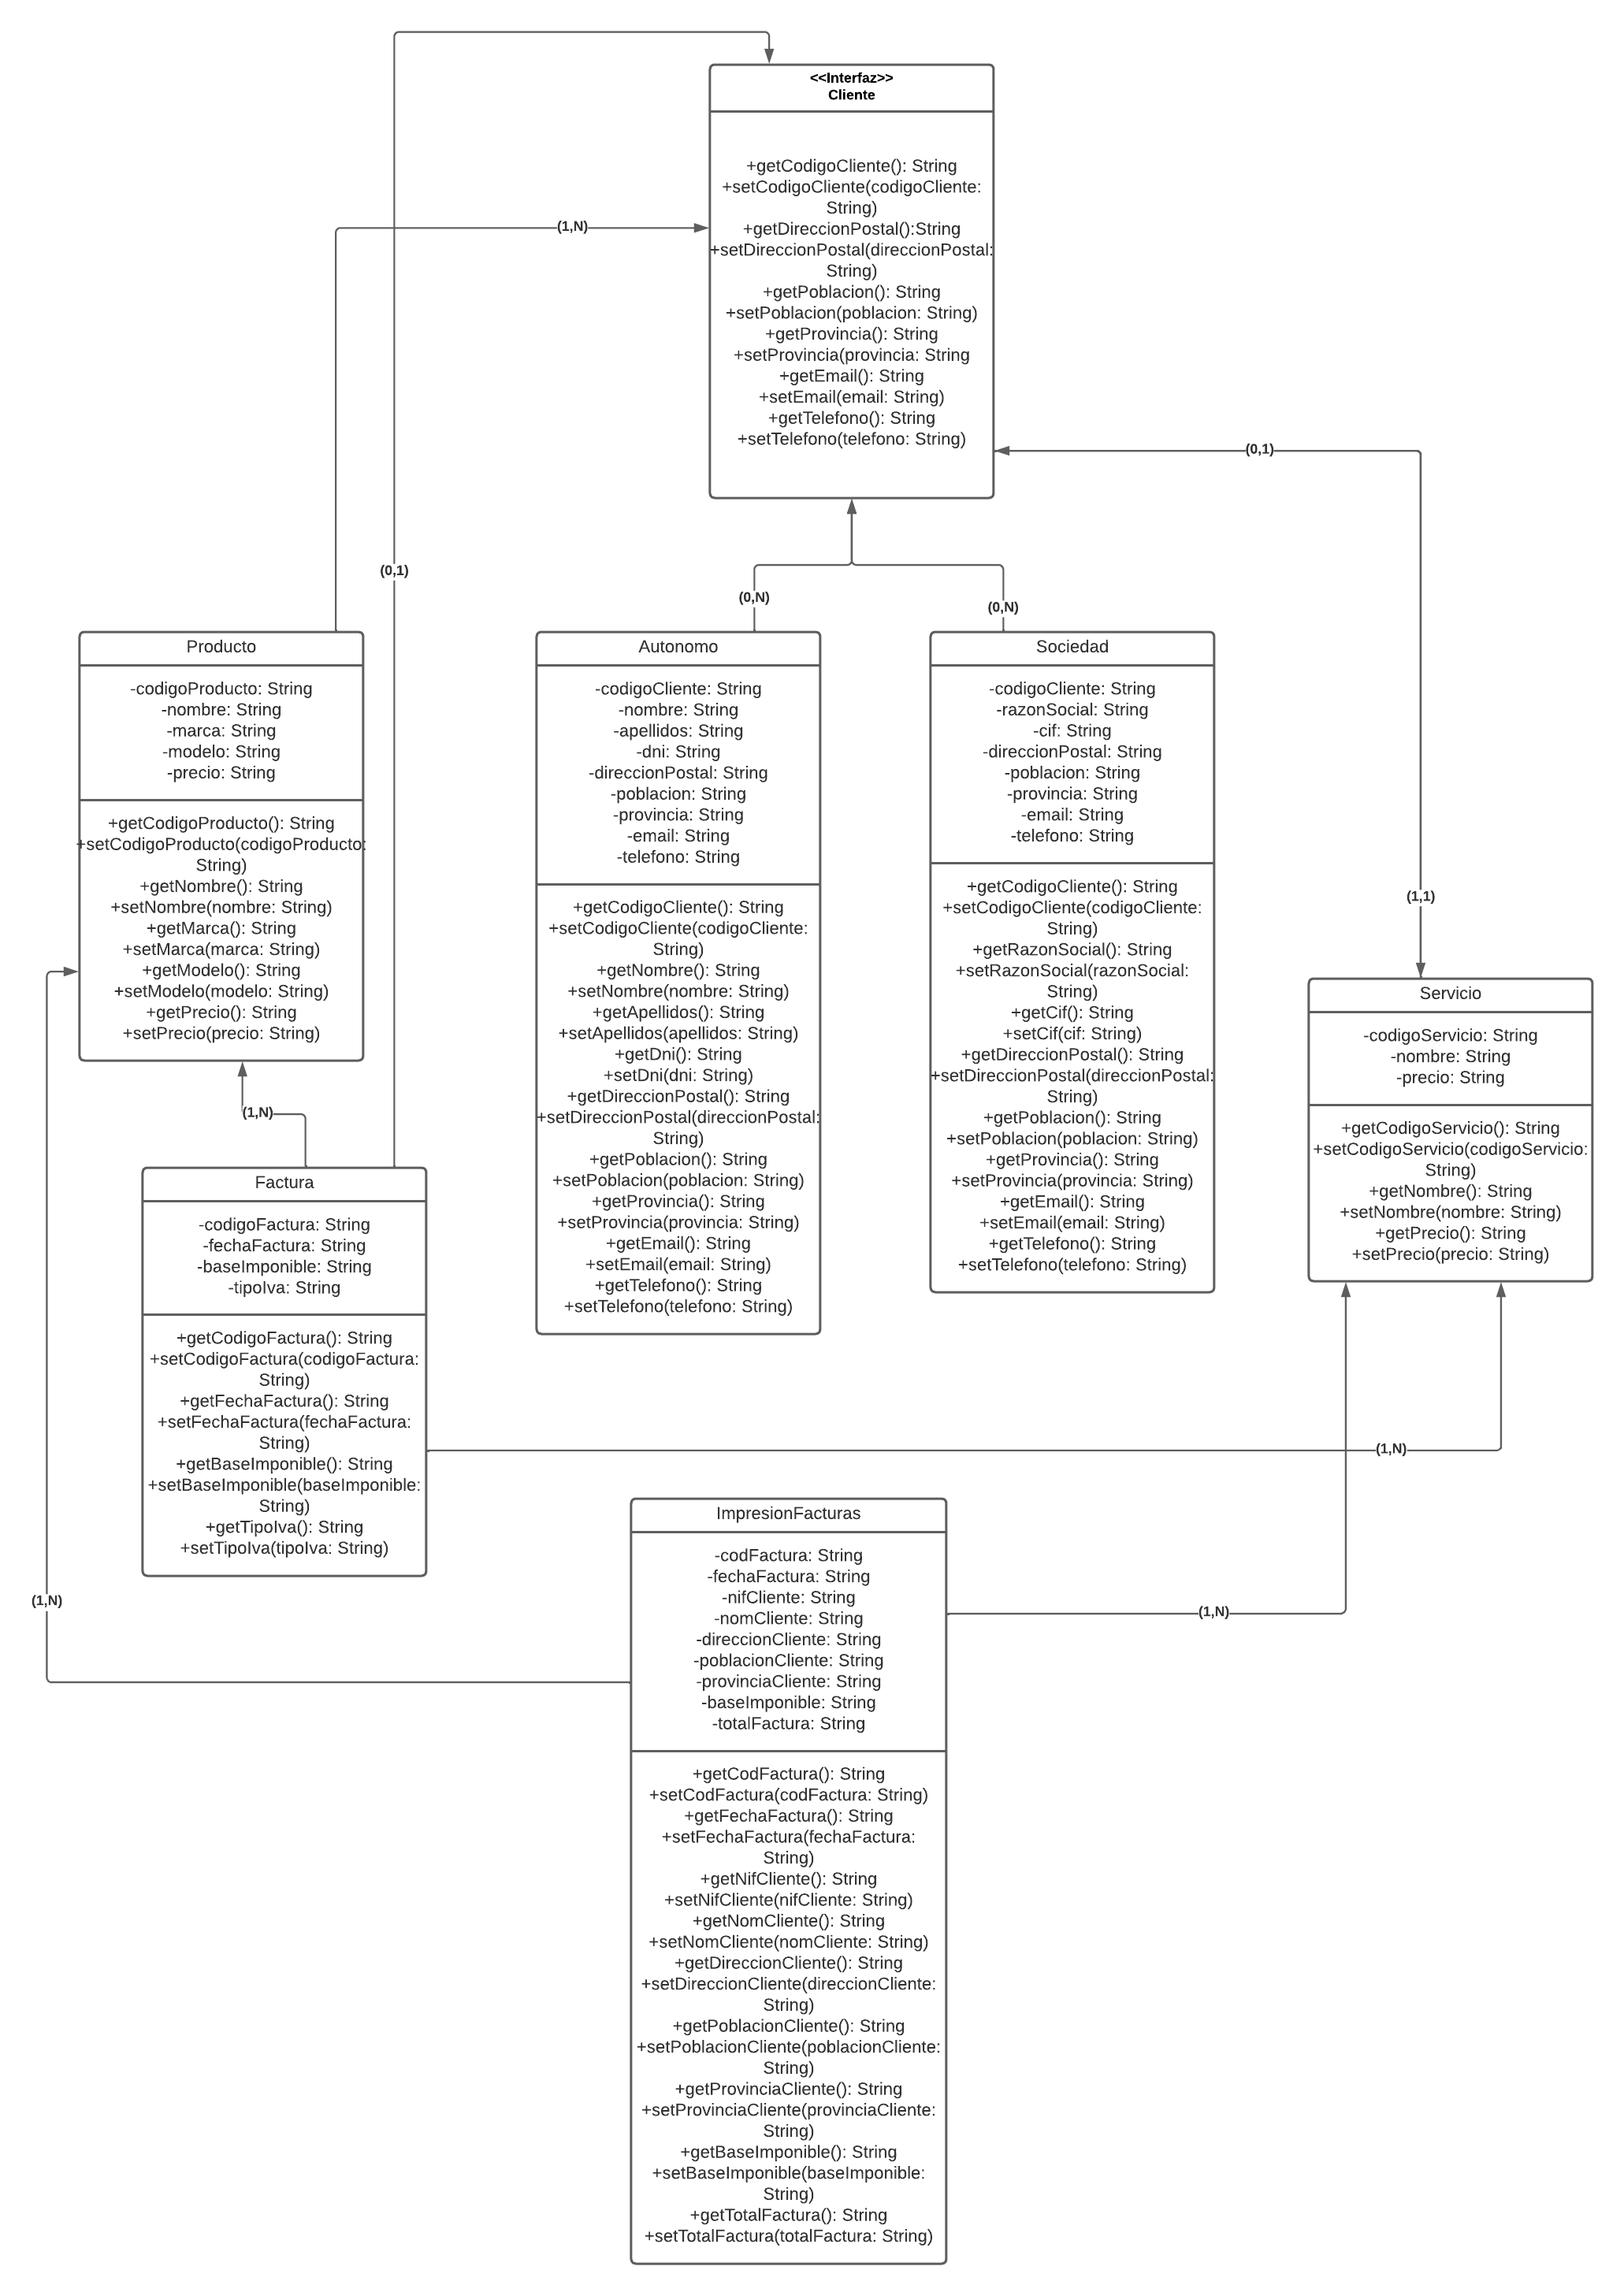 <<Interfaz>>
Cliente
+getCodigoCliente(): String
+setCodigoCliente(codigoCliente:
String)
+getDireccionPostal():String
+setDireccionPostal(direccionPostal:
String)
+getPoblacion(): String
+setPoblacion(poblacion: String)
+getProvincia(): String
+setProvincia(provincia: String
+getEmail(): String
+setEmail(email: String)
+getTelefono(): String
+setTelefono(telefono: String)
(1,N)
(0,1)
(0,1)
(0,N)
(0,N)
(1,1)
Producto
-codigoProducto: String
-nombre: String
-marca: String
-modelo: String
-precio: String
+getCodigoProducto(): String
+setCodigoProducto(codigoProducto:
String)
+getNombre(): String
+setNombre(nombre: String)
+getMarca(): String
+setMarca(marca: String)
+getModelo(): String
+setModelo(modelo: String)
+getPrecio(): String
+setPrecio(precio: String)
Autonomo
-codigoCliente: String
-nombre: String
-apellidos: String
-dni: String
-direccionPostal: String
-poblacion: String
-provincia: String
-email: String
-telefono: String
+getCodigoCliente(): String
+setCodigoCliente(codigoCliente:
String)
+getNombre(): String
+setNombre(nombre: String)
+getApellidos(): String
+setApellidos(apellidos: String)
+getDni(): String
+setDni(dni: String)
+getDireccionPostal(): String
+setDireccionPostal(direccionPostal:
String)
+getPoblacion(): String
+setPoblacion(poblacion: String)
+getProvincia(): String
+setProvincia(provincia: String)
+getEmail(): String
+setEmail(email: String)
+getTelefono(): String
+setTelefono(telefono: String)
Sociedad
-codigoCliente: String
-razonSocial: String
-cif: String
-direccionPostal: String
-poblacion: String
-provincia: String
-email: String
-telefono: String
+getCodigoCliente(): String
+setCodigoCliente(codigoCliente:
String)
+getRazonSocial(): String
+setRazonSocial(razonSocial:
String)
+getCif(): String
+setCif(cif: String)
+getDireccionPostal(): String
+setDireccionPostal(direccionPostal:
String)
+getPoblacion(): String
+setPoblacion(poblacion: String)
+getProvincia(): String
+setProvincia(provincia: String)
+getEmail(): String
+setEmail(email: String)
+getTelefono(): String
+setTelefono(telefono: String)
Servicio
-codigoServicio: String
-nombre: String
-precio: String
+getCodigoServicio(): String
+setCodigoServicio(codigoServicio:
String)
+getNombre(): String
+setNombre(nombre: String)
+getPrecio(): String
+setPrecio(precio: String)
(1,N)
Factura
-codigoFactura: String
-fechaFactura: String
-baseImponible: String
-tipoIva: String
+getCodigoFactura(): String
+setCodigoFactura(codigoFactura:
String)
+getFechaFactura(): String
+setFechaFactura(fechaFactura:
String)
+getBaseImponible(): String
+setBaseImponible(baseImponible:
String)
+getTipoIva(): String
+setTipoIva(tipoIva: String)
(1,N)
(1,N)
(1,N)
ImpresionFacturas
-codFactura: String
-fechaFactura: String
-nifCliente: String
-nomCliente: String
-direccionCliente: String
-poblacionCliente: String
-provinciaCliente: String
-baseImponible: String
-totalFactura: String
+getCodFactura(): String
+setCodFactura(codFactura: String)
+getFechaFactura(): String
+setFechaFactura(fechaFactura:
String)
+getNifCliente(): String
+setNifCliente(nifCliente: String)
+getNomCliente(): String
+setNomCliente(nomCliente: String)
+getDireccionCliente(): String
+setDireccionCliente(direccionCliente:
String)
+getPoblacionCliente(): String
+setPoblacionCliente(poblacionCliente:
String)
+getProvinciaCliente(): String
+setProvinciaCliente(provinciaCliente:
String)
+getBaseImponible(): String
+setBaseImponible(baseImponible:
String)
+getTotalFactura(): String
+setTotalFactura(totalFactura: String)